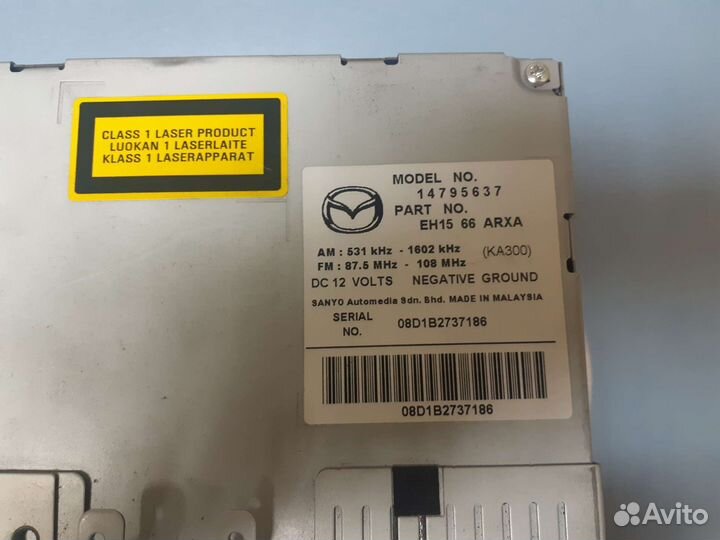 CLASS 1 LASER PRODUCT
LUOKAN 1 LASERLAITE
KLASS 1 LASERAPPARAT
MODEL NO.
14795637
PART NO.
EH15 66 ARXA
AM : 531 kHz - 1602 kHz (KA300)
FM : 87.5 MHz - 108 MHz
DC 12 VOLTS NEGATIVE GROUND
SANYO Automedia Sdn. Bhd. MADE IN MALAYSIA
SERIAL NO. 08D1B2737186
08D1B2737186
Avito